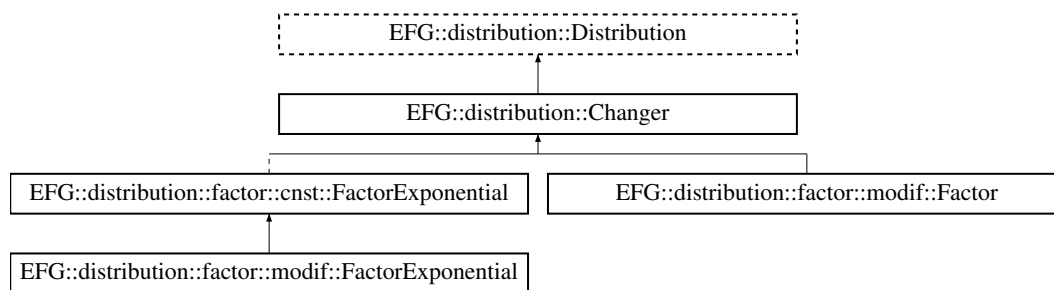 EFG::distribution::Distribution
EFG::distribution::Changer
EFG::distribution::factor::cnst::FactorExponential
EFG::distribution::factor::modif::Factor
EFG::distribution::factor::modif::FactorExponential